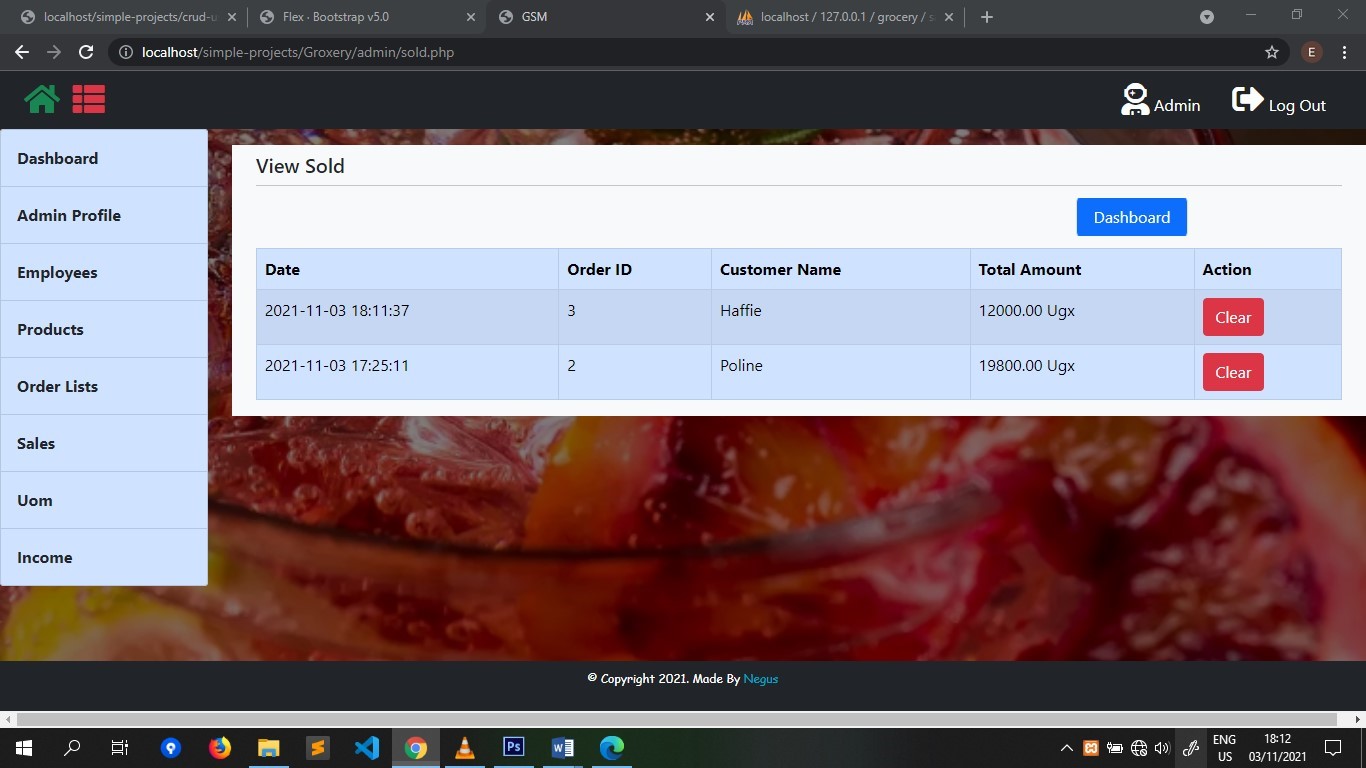 localhost/simple-projects/crud-u
Flex · Bootstrap v5.0
GSM
localhost / 127.0.0.1 / grocery / s
localhost/simple-projects/Groxery/admin/sold.php
E
Admin
Log Out
Dashboard
Admin Profile
Employees
Products
Order Lists
Sales
Uom
Income
View Sold
Dashboard
Date Order ID Customer Name Total Amount Action
2021-11-03 18:11:37 3 Haffie 12000.00 Ugx Clear
2021-11-03 17:25:11 2 Poline 19800.00 Ugx Clear
© Copyright 2021. Made By Negus
Ps
W
ENG
US
18:12
03/11/2021